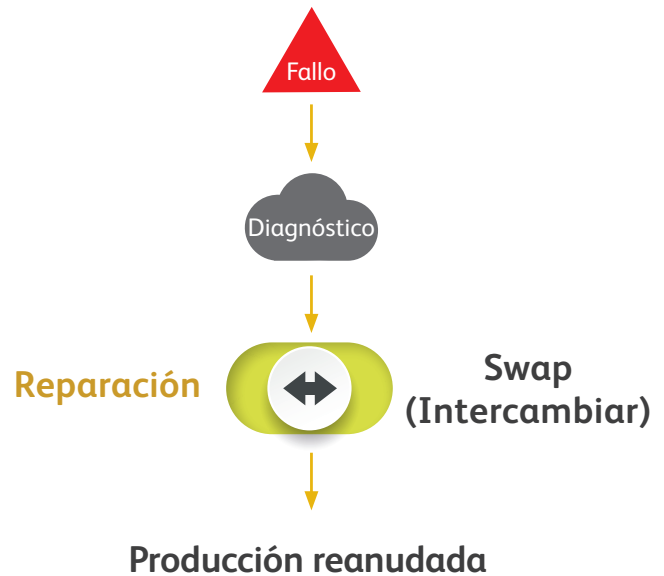 Fallo
Diagnóstico
Reparación
Swap
(Intercambiar)
Producción reanudada